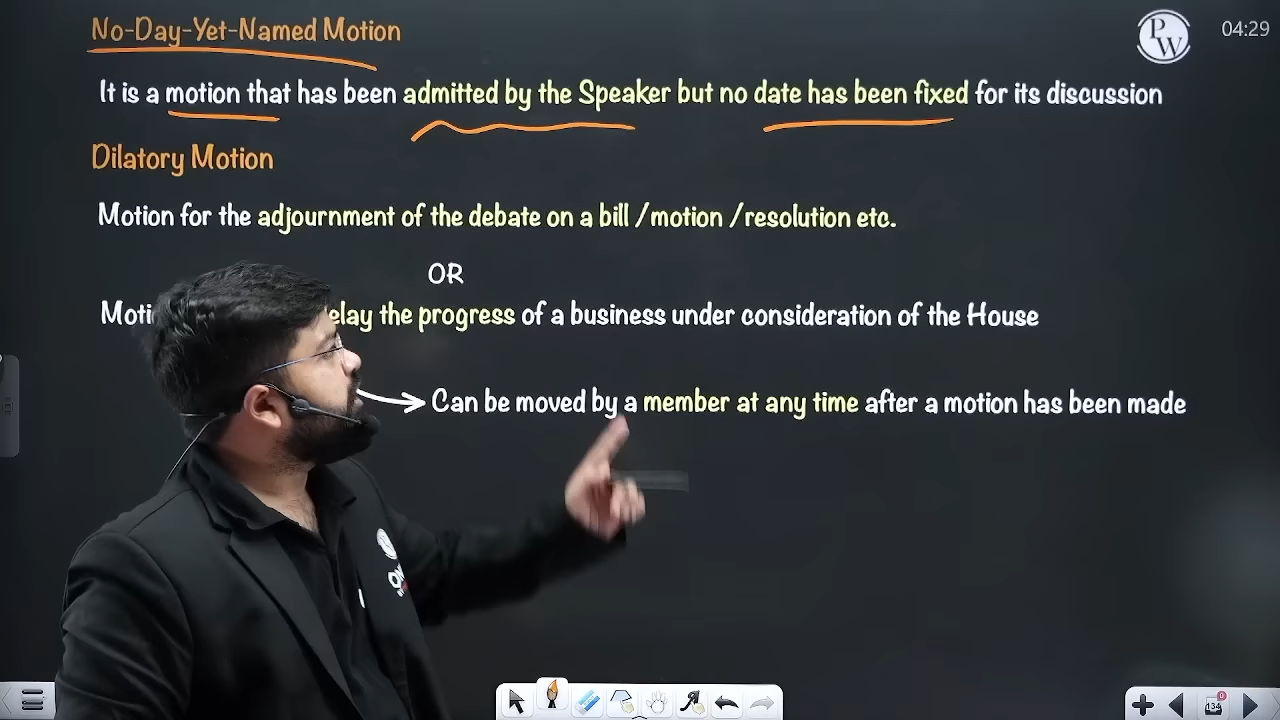 No-Day-Yet-Named Motion
PW
04:29
It is a motion that has been admitted by the Speaker but no date has been fixed for its discussion
Dilatory Motion
Motion for the adjournment of the debate on a bill /motion /resolution etc.
OR
Moti elay the progress of a business under consideration of the House
Can be moved by a member at any time after a motion has been made
134
0